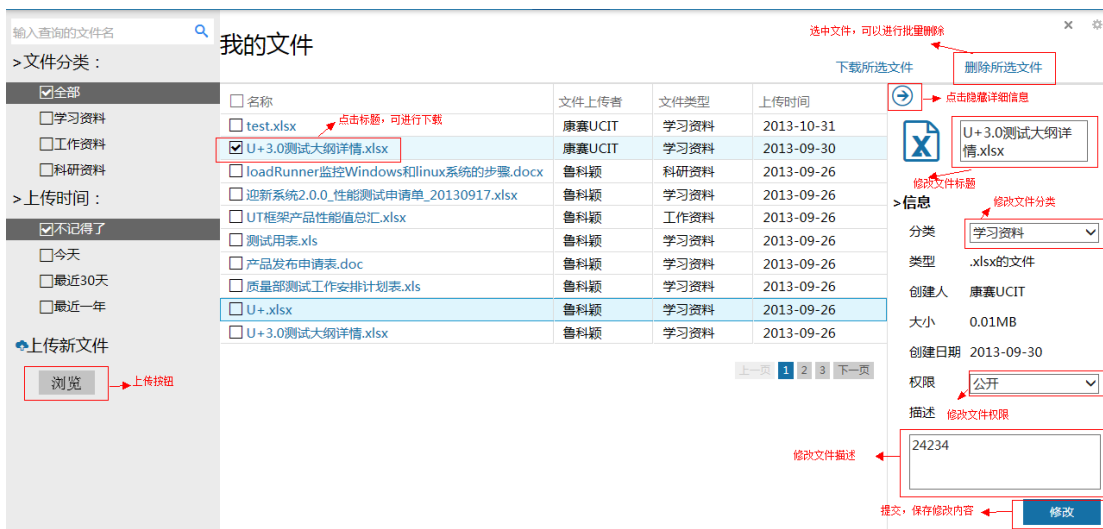 输入查询的文件名
>文件分类：
全部
学习资料
工作资料
科研资料
>上传时间：
不记得了
今天
最近30天
最近一年
上传新文件
浏览
上传按钮
我的文件
选中文件，可以进行批量删除
下载所选文件
删除所选文件
名称 文件上传者 文件类型 上传时间
点击标题，可进行下载
test.xlsx 康赛UCIT 学习资料 2013-10-31
U+3.0测试大纲详情.xlsx 康赛UCIT 学习资料 2013-09-30
loadRunner监控Windows和linux系统的步骤.docx 鲁科颖 科研资料 2013-09-26
迎新系统2.0.0_性能测试申请单_20130917.xlsx 鲁科颖 学习资料 2013-09-26
UT框架产品性能值总汇.xlsx 鲁科颖 工作资料 2013-09-26
测试用表.xls 鲁科颖 学习资料 2013-09-26
产品发布申请表.doc 鲁科颖 学习资料 2013-09-26
质量部测试工作安排计划表.xls 鲁科颖 学习资料 2013-09-26
U+.xlsx 鲁科颖 学习资料 2013-09-26
U+3.0测试大纲详情.xlsx 鲁科颖 学习资料 2013-09-26
上一页 1 2 3 下一页
点击隐藏详细信息
U+3.0测试大纲详
情.xlsx
修改文件标题
>信息
修改文件分类
分类 学习资料
类型 .xlsx的文件
创建人 康赛UCIT
大小 0.01MB
创建日期 2013-09-30
权限 公开
描述 修改文件权限
24234
修改文件描述
提交，保存修改内容
修改